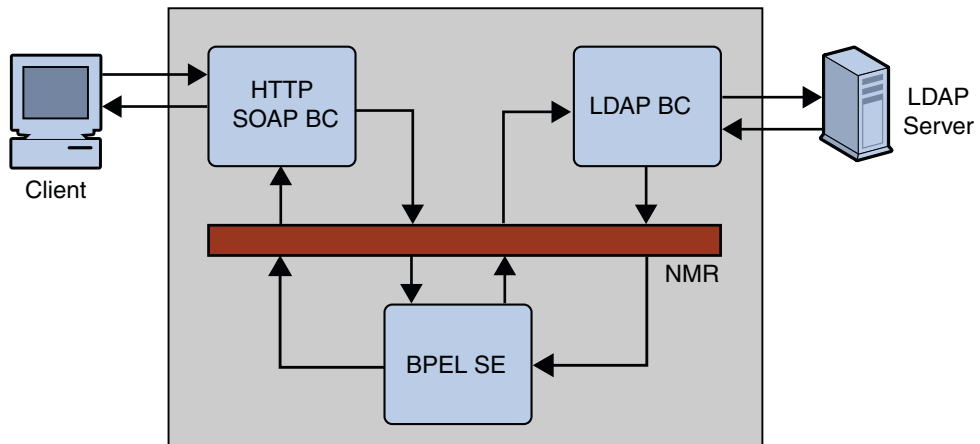 HTTP
SOAP BC
LDAP BC
LDAP
Server
Client
NMR
BPEL SE